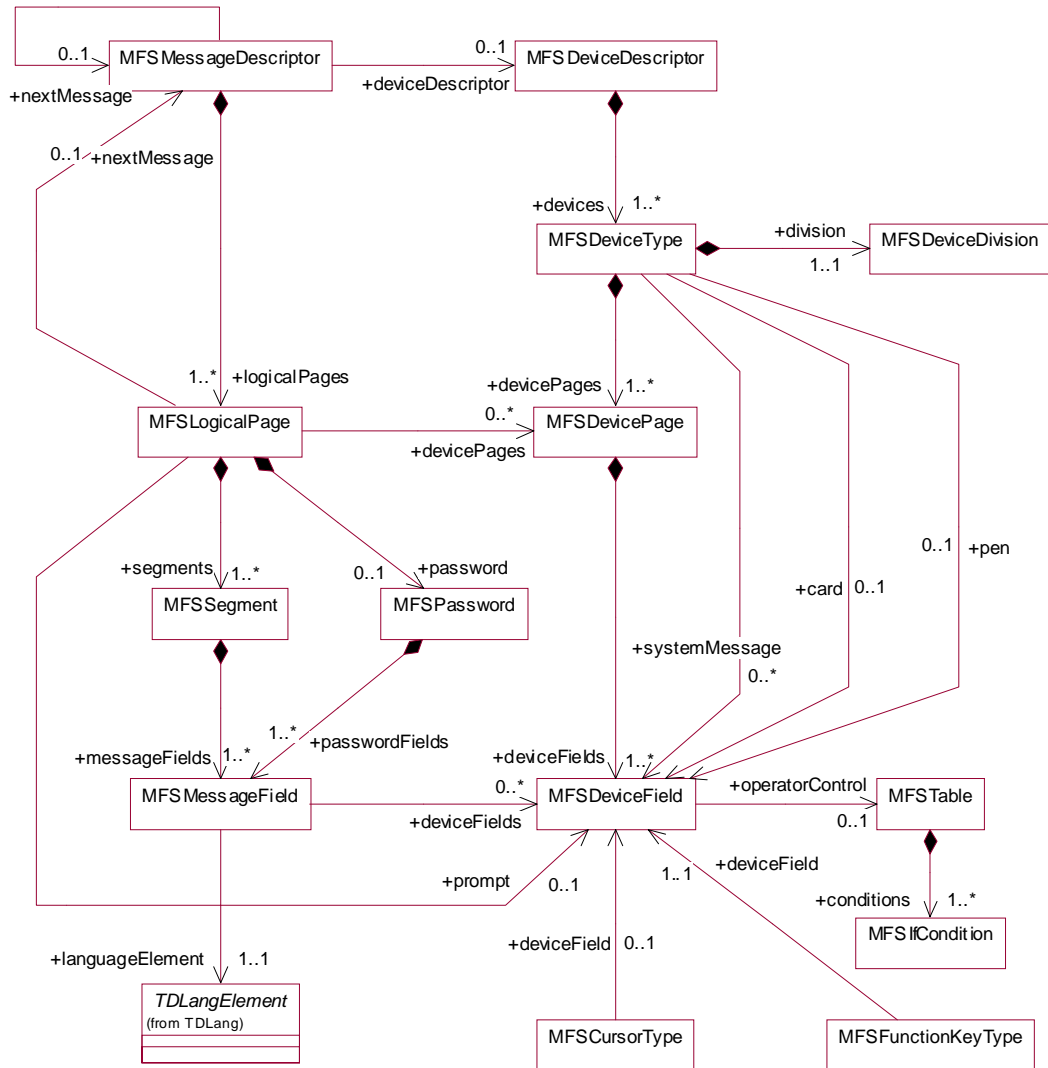 0..1
MFSMessageDescriptor
0..1
MFSDeviceDescriptor
+nextMessage
+deviceDescriptor
0..1
+nextMessage
+devices
1..*
MFSDeviceType
+division
MFSDeviceDivision
1..1
1..*
+logicalPages
+devicePages
1..*
MFSLogicalPage
0..*
MFSDevicePage
+devicePages
0..1
+pen
+segments
1..*
0..1
+password
+card
0..1
MFSSegment
MFSPassword
+systemMessage
0..*
1..*
+passwordFields
+messageFields
1..*
+deviceFields
1..*
MFSMessageField
0..*
MFSDeviceField
+operatorControl
MFSTable
+deviceFields
0..1
+prompt
0..1
1..1
+deviceField
+conditions
1..*
MFSIfCondition
+deviceField
0..1
+languageElement
1..1
TDLangElement
(from TDLang)
MFSCursorType
MFSFunctionKeyType